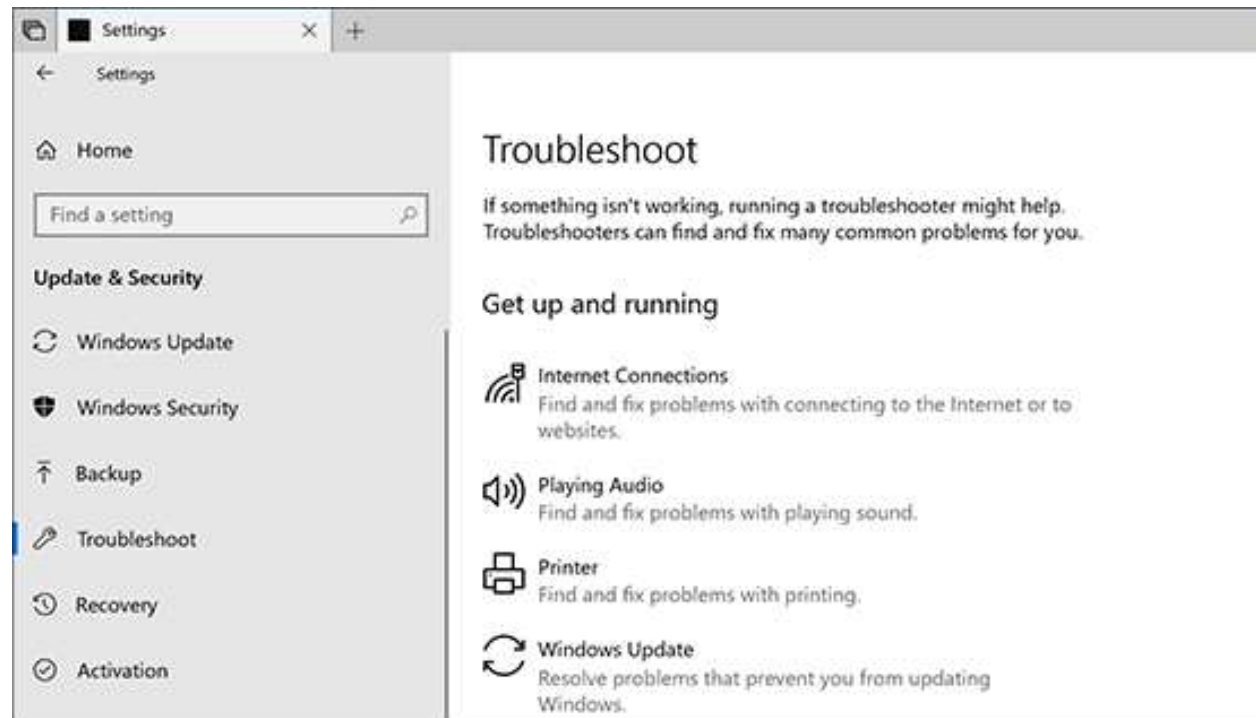 Settings
Settings
Home
Find a setting
Update & Security
Windows Update
Windows Security
Backup
Troubleshoot
Recovery
Activation
Troubleshoot
If something isn't working, running a troubleshooter might help.
Troubleshooters can find and fix many common problems for you.
Get up and running
Internet Connections
Find and fix problems with connecting to the Internet or to
websites.
Playing Audio
Find and fix problems with playing sound.
Printer
Find and fix problems with printing.
Windows Update
Resolve problems that prevent you from updating
Windows.